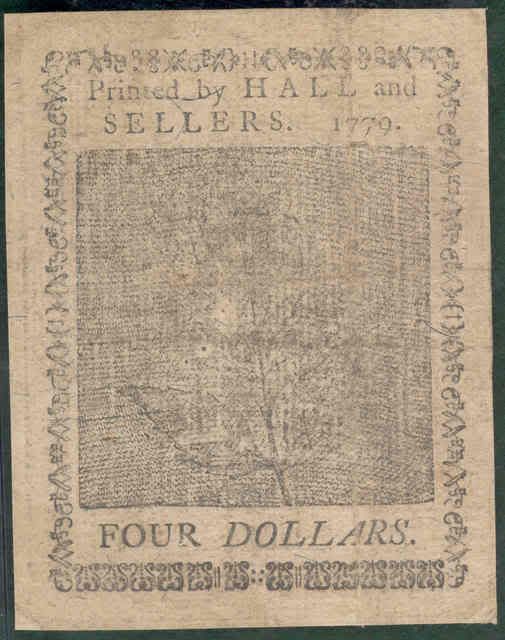 Printed by HALL and
SELLERS. 1779.
FOUR DOLLARS.